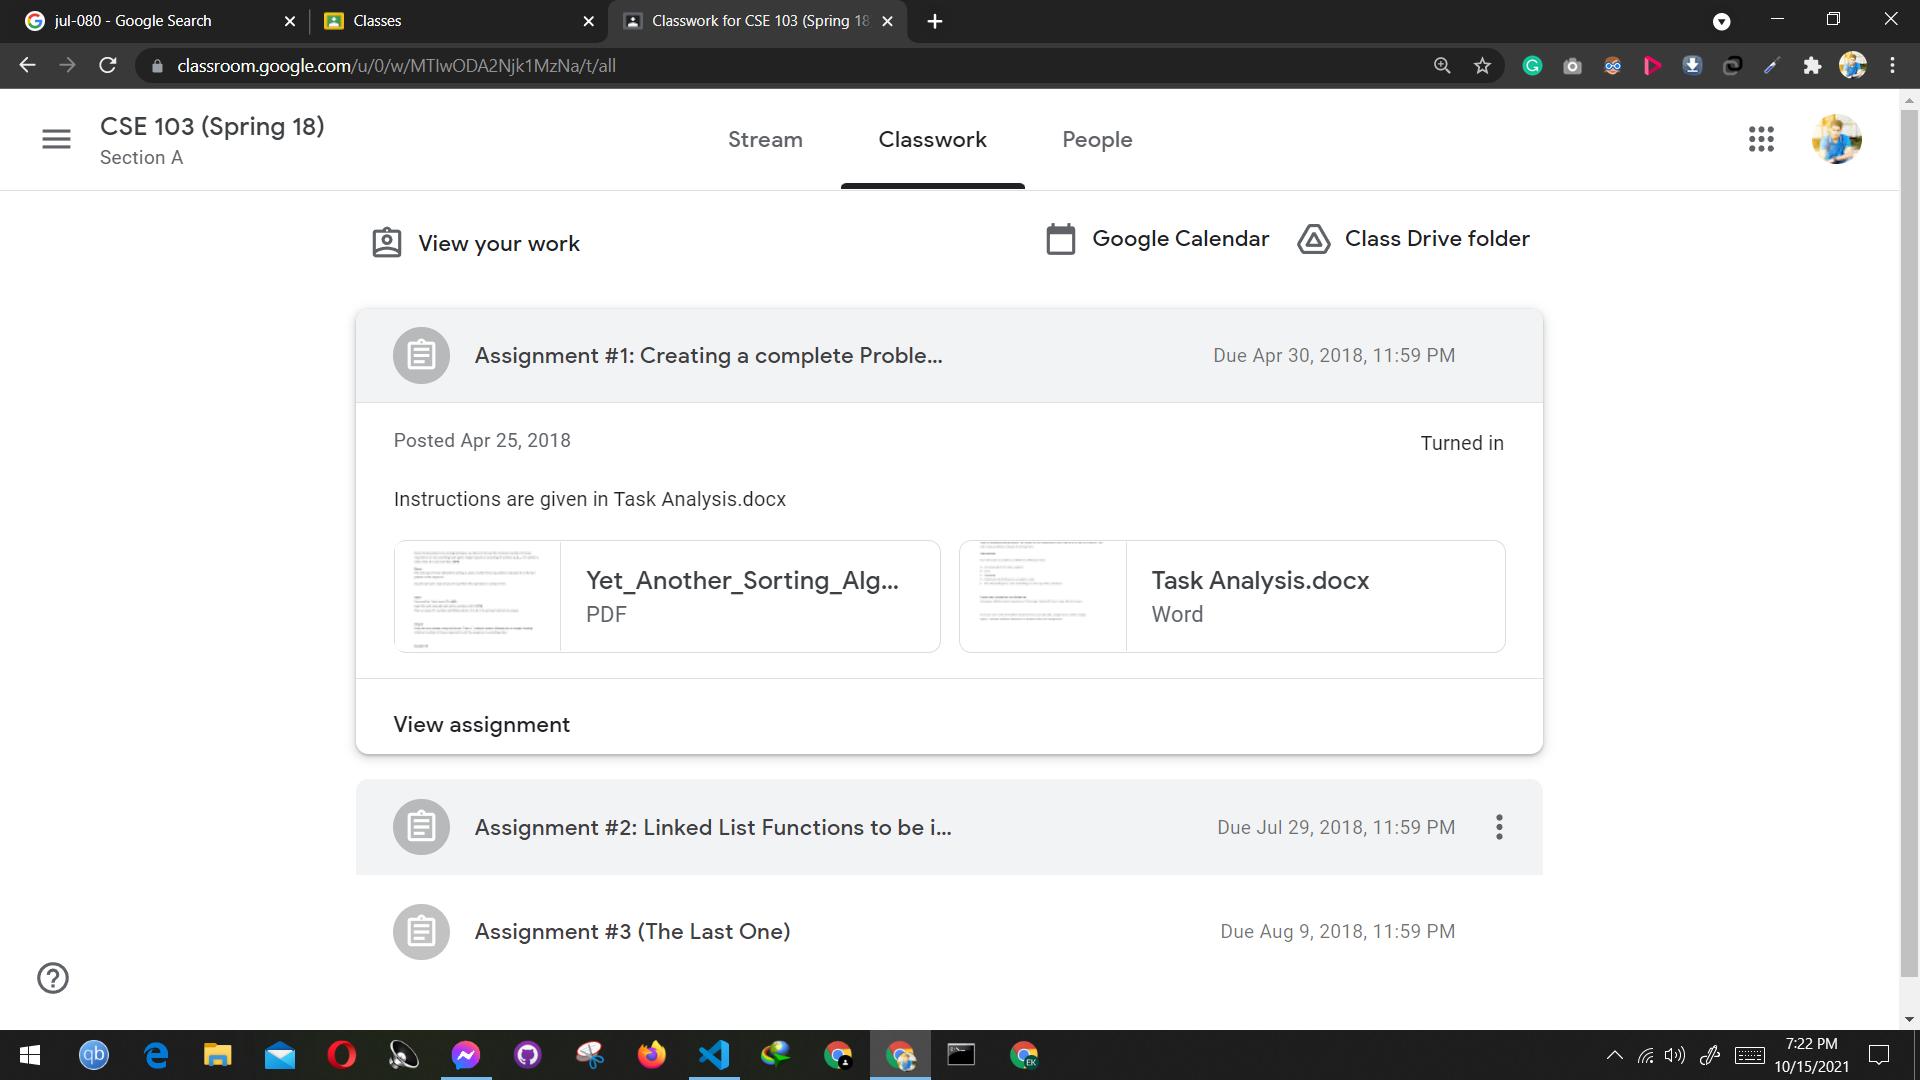 jul-080 - Google Search
Classes
Classwork for CSE 103 (Spring 18
classroom.google.com/u/0/w/MTIwODA2Njk1MzNa/t/all
CSE 103 (Spring 18)
Section A
Stream
Classwork
People
View your work
Google Calendar
Class Drive folder
Assignment #1: Creating a complete Proble...
Due Apr 30, 2018, 11:59 PM
Posted Apr 25, 2018
Turned in
Instructions are given in Task Analysis.docx
Yet_Another_Sorting_Alg...
PDF
Task Analysis.docx
Word
View assignment
Assignment #2: Linked List Functions to be i...
Due Jul 29, 2018, 11:59 PM
Assignment #3 (The Last One)
Due Aug 9, 2018, 11:59 PM
qb
EK
7:22 PM
10/15/2021